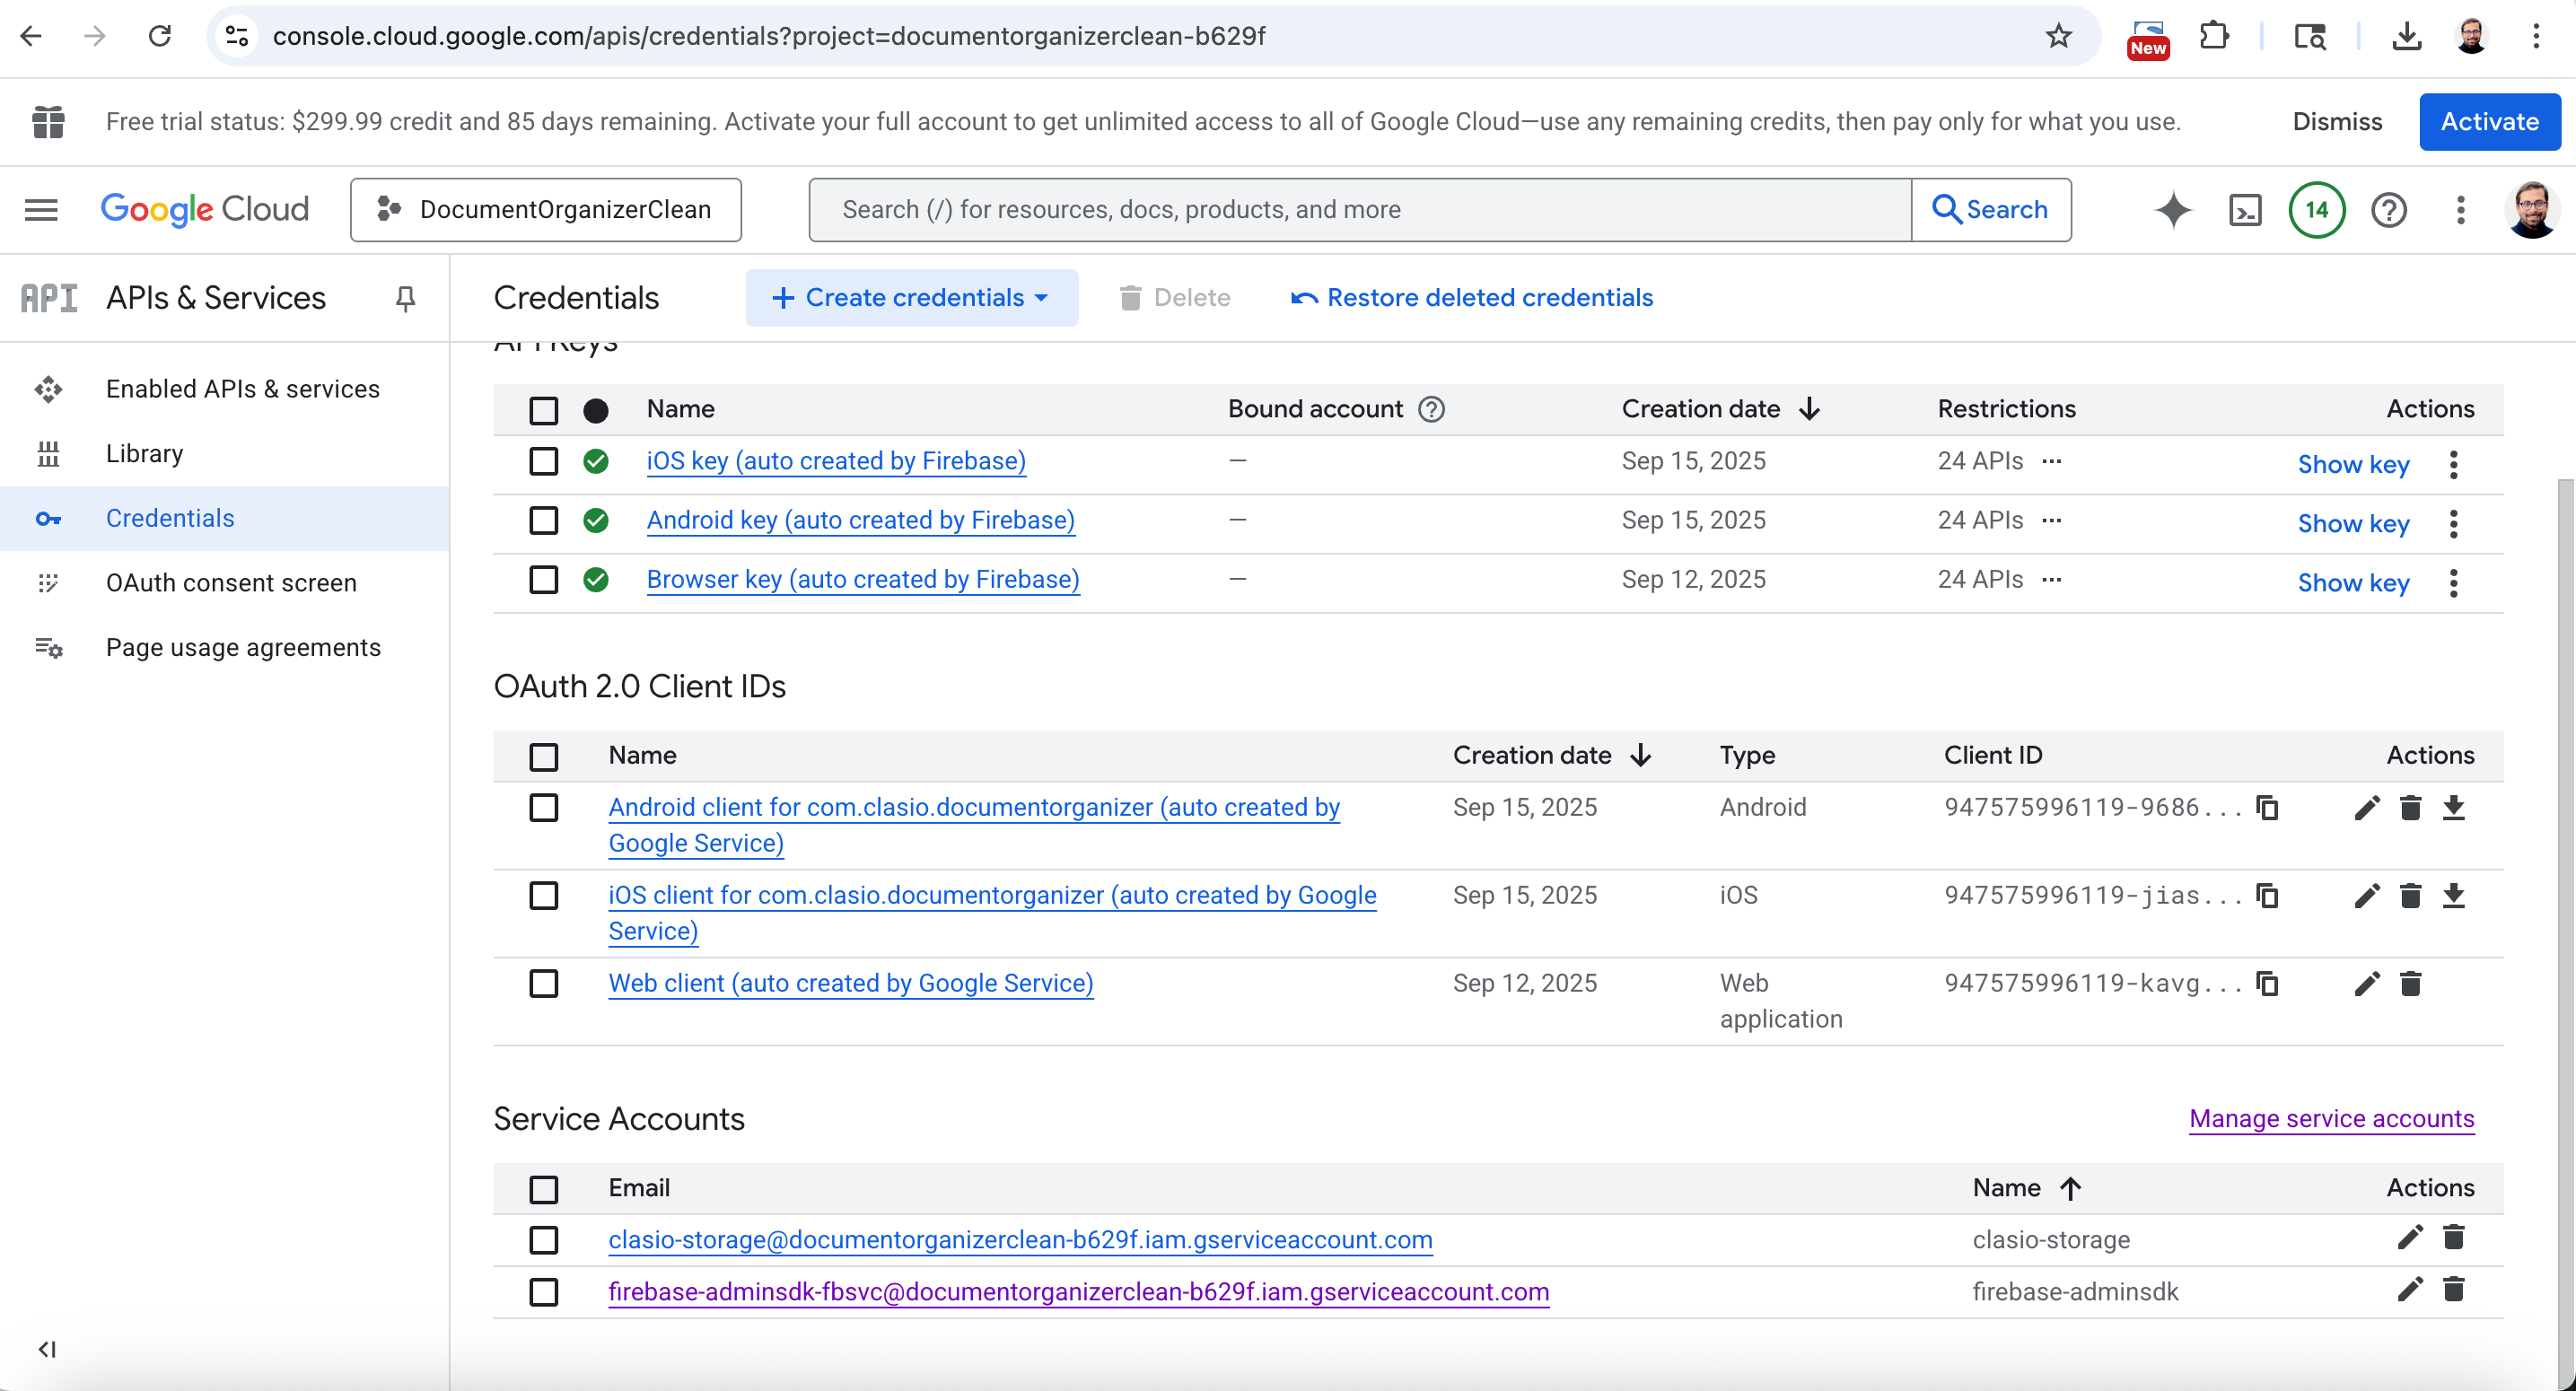 console.cloud.google.com/apis/credentials?project=documentorganizerclean-b629f
New
Free trial status: $299.99 credit and 85 days remaining. Activate your full account to get unlimited access to all of Google Cloud—use any remaining credits, then pay only for what you use.
Dismiss
Activate
Google Cloud
DocumentOrganizerClean
Search (/) for resources, docs, products, and more
Search
14
API
APIs & Services
Credentials
Create credentials
Delete
Restore deleted credentials
Enabled APIs & services
Library
Credentials
OAuth consent screen
Page usage agreements
API Keys
Name Bound account Creation date Restrictions Actions
iOS key (auto created by Firebase) — Sep 15, 2025 24 APIs ... Show key
Android key (auto created by Firebase) — Sep 15, 2025 24 APIs ... Show key
Browser key (auto created by Firebase) — Sep 12, 2025 24 APIs ... Show key
OAuth 2.0 Client IDs
Name Creation date Type Client ID Actions
Android client for com.clasio.documentorganizer (auto created by Sep 15, 2025 Android 947575996119-9686...
Google Service)
iOS client for com.clasio.documentorganizer (auto created by Google Sep 15, 2025 iOS 947575996119-jias...
Service)
Web client (auto created by Google Service) Sep 12, 2025 Web 947575996119-kavg...
application
Service Accounts
Manage service accounts
Email Name Actions
clasio-storage@documentorganizerclean-b629f.iam.gserviceaccount.com clasio-storage
firebase-adminsdk-fbsvc@documentorganizerclean-b629f.iam.gserviceaccount.com firebase-adminsdk